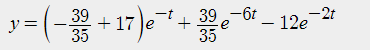 y = (-39/35 + 17)e^{-t} + 39/35 e^{-6t} - 12e^{-2t}